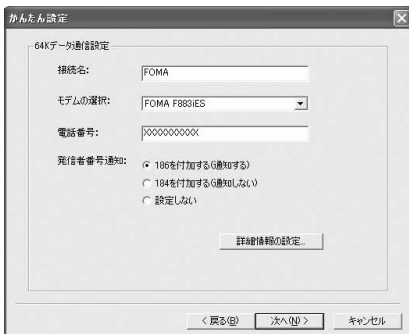 かんたん設定
64Kデータ通信設定
接続名: FOMA
モデムの選択: FOMA F883iES
電話番号: XXXXXXXXXX
発信者番号通知: 186を付加する(通知する)
184を付加する(通知しない)
設定しない
詳細情報の設定...
< 戻る(B) 次へ(N) > キャンセル